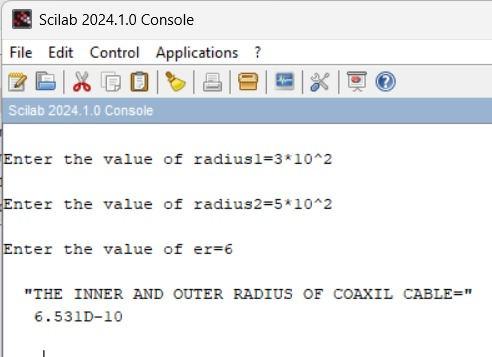 Scilab 2024.1.0 Console
File Edit Control Applications ?
Scilab 2024.1.0 Console
Enter the value of radius1=3*10^2
Enter the value of radius2=5*10^2
Enter the value of er=6
"THE INNER AND OUTER RADIUS OF COAXIL CABLE="
6.531D-10